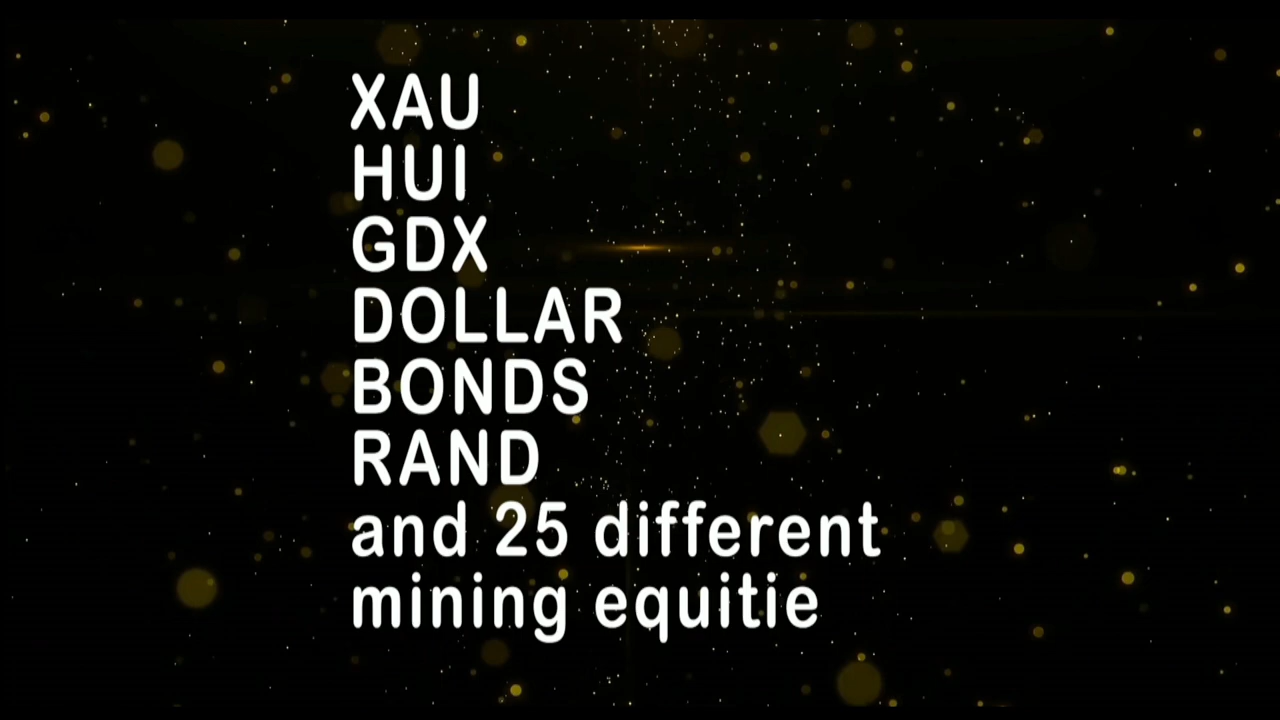 XAU
HUI
GDX
DOLLAR
BONDS
RAND
and 25 different
mining equitie